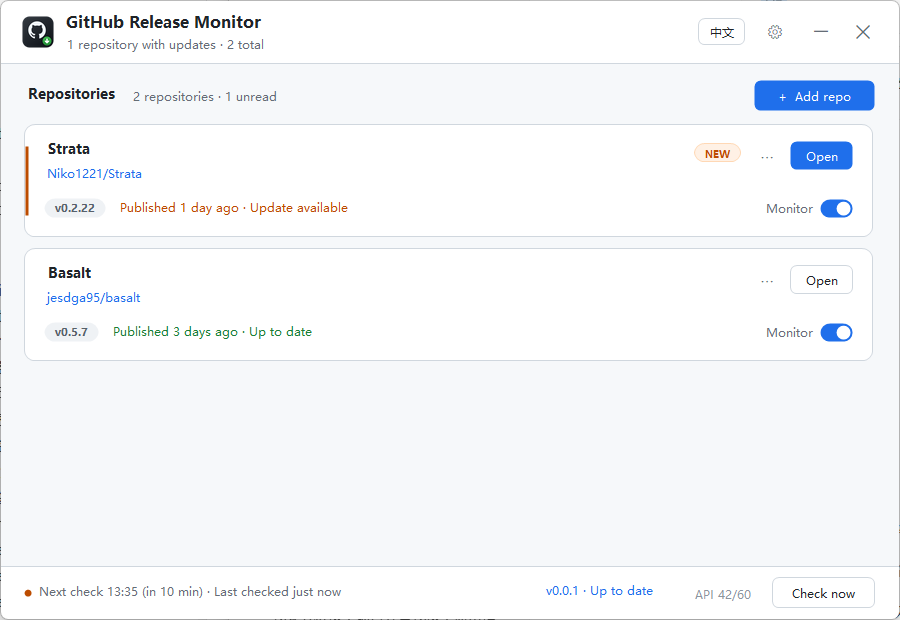 GitHub Release Monitor
1 repository with updates · 2 total
中文
Repositories
2 repositories · 1 unread
+ Add repo
Strata
NEW
...
Open
Niko1221/Strata
v0.2.22
Published 1 day ago · Update available
Monitor
Basalt
...
Open
jesdga95/basalt
v0.5.7
Published 3 days ago · Up to date
Monitor
Next check 13:35 (in 10 min) · Last checked just now
v0.0.1 · Up to date
API 42/60
Check now